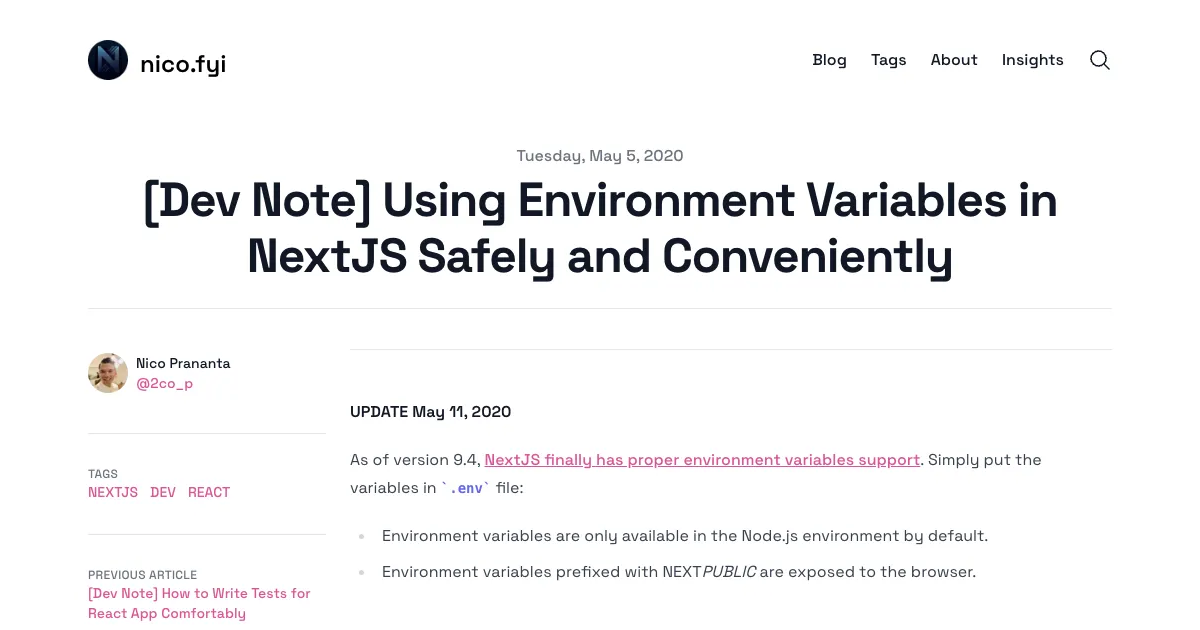 nico.fyi
Blog Tags About Insights
Tuesday, May 5, 2020
[Dev Note] Using Environment Variables in
NextJS Safely and Conveniently
Nico Prananta
@2co_p
TAGS
NEXTJS DEV REACT
PREVIOUS ARTICLE
[Dev Note] How to Write Tests for
React App Comfortably
UPDATE May 11, 2020
As of version 9.4, NextJS finally has proper environment variables support. Simply put the
variables in `.env` file:
Environment variables are only available in the Node.js environment by default.
Environment variables prefixed with NEXTPUBLIC are exposed to the browser.